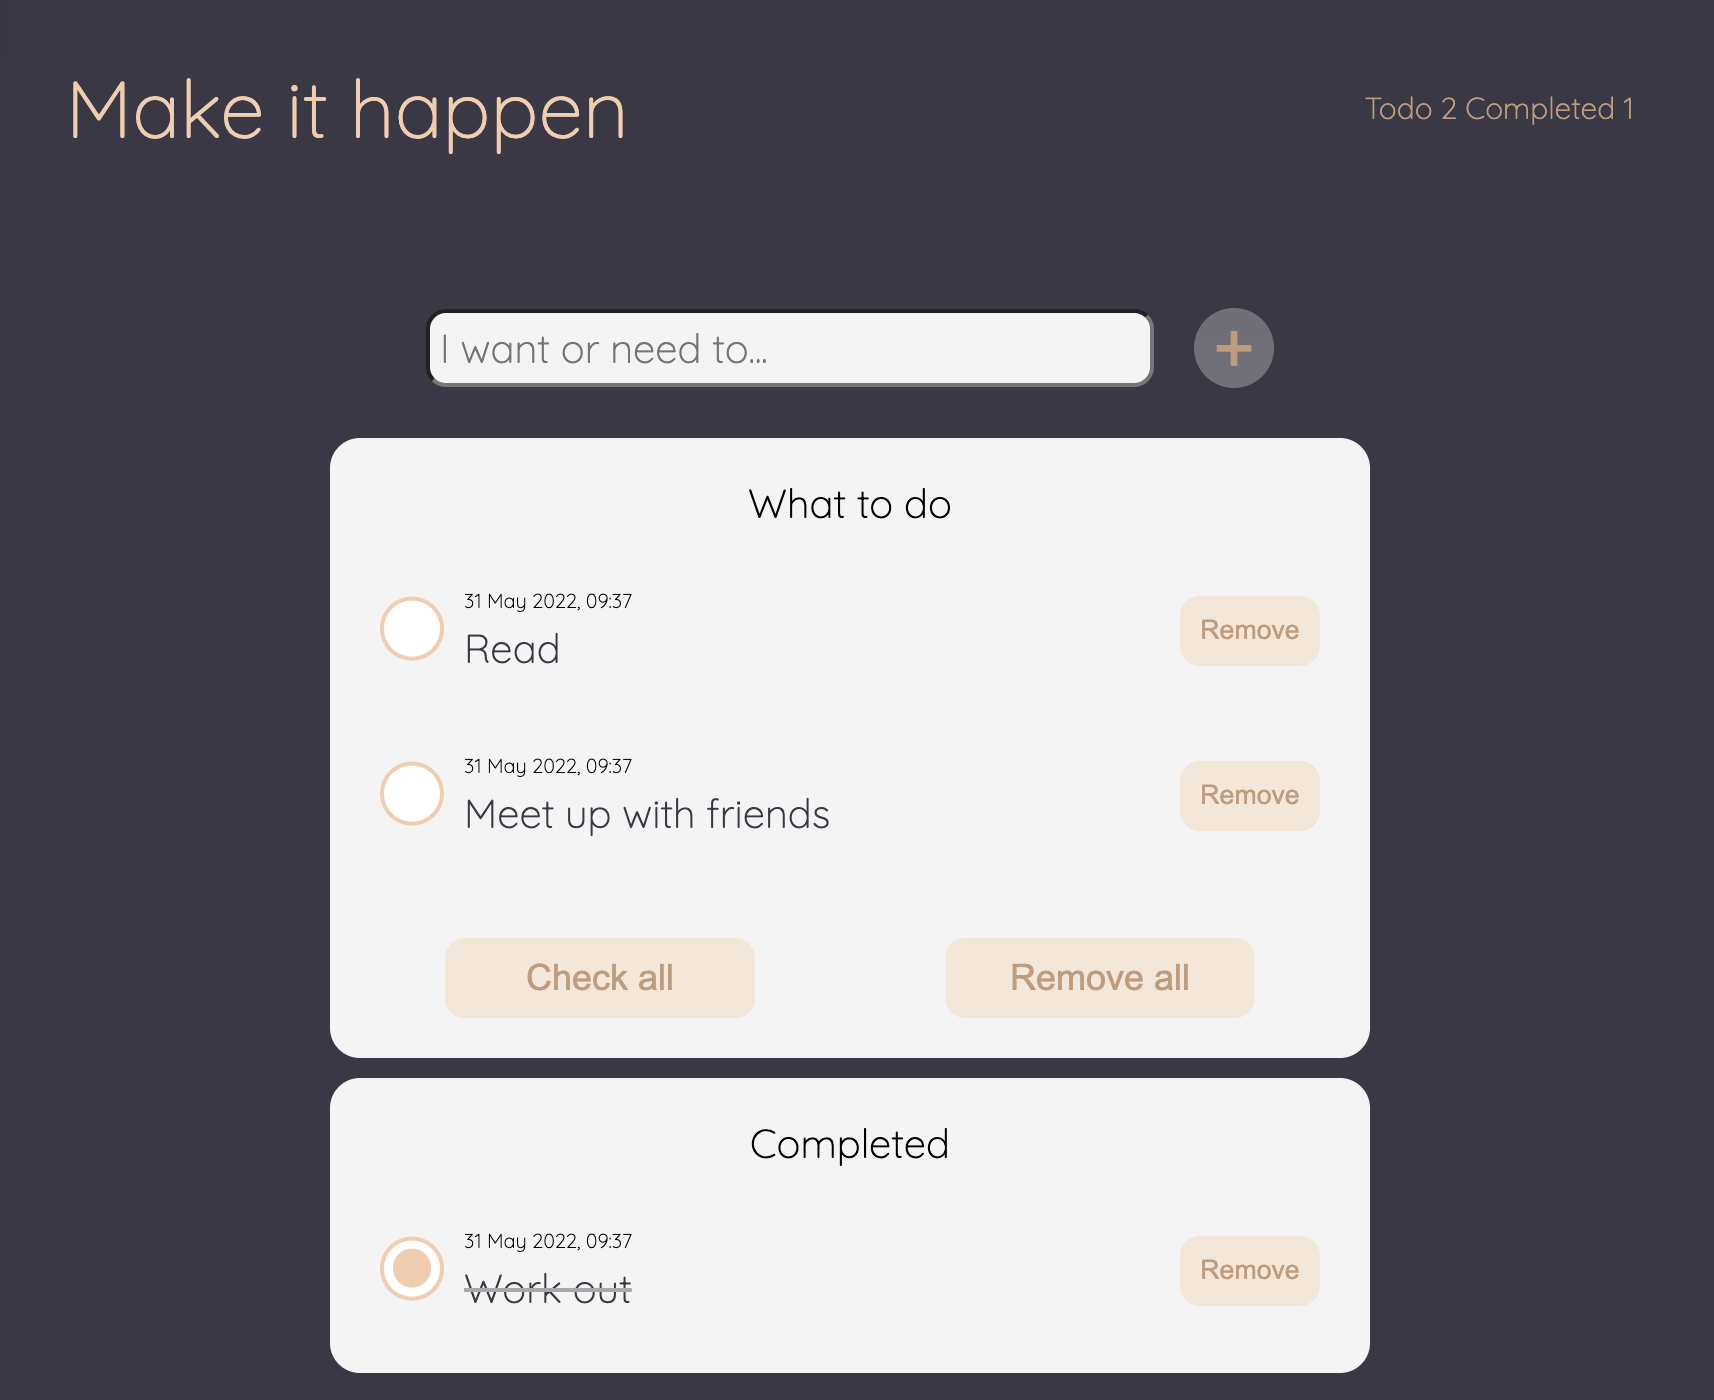 Make it happen
Todo 2 Completed 1
I want or need to...
+
What to do
31 May 2022, 09:37
Read
Remove
31 May 2022, 09:37
Meet up with friends
Remove
Check all
Remove all
Completed
31 May 2022, 09:37
Work out
Remove